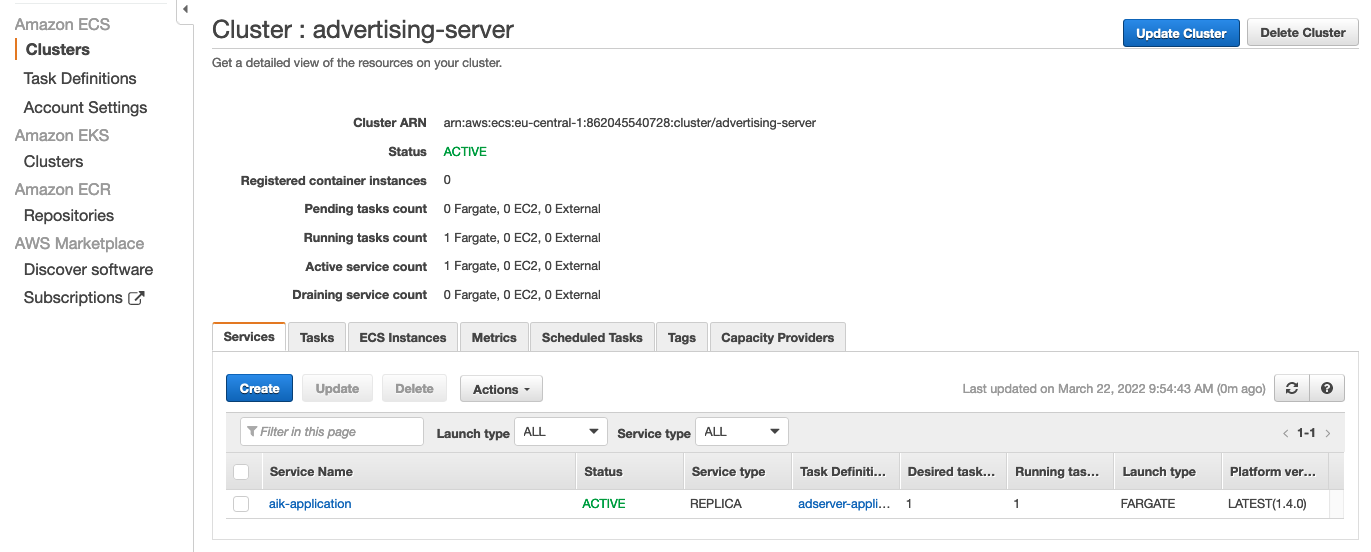 Amazon ECS
Clusters
Task Definitions
Account Settings
Amazon EKS
Clusters
Amazon ECR
Repositories
AWS Marketplace
Discover software
Subscriptions
Cluster : advertising-server
Update Cluster Delete Cluster
Get a detailed view of the resources on your cluster.
Cluster ARN arn:aws:ecs:eu-central-1:862045540728:cluster/advertising-server
Status ACTIVE
Registered container instances 0
Pending tasks count 0 Fargate, 0 EC2, 0 External
Running tasks count 1 Fargate, 0 EC2, 0 External
Active service count 1 Fargate, 0 EC2, 0 External
Draining service count 0 Fargate, 0 EC2, 0 External
Services Tasks ECS Instances Metrics Scheduled Tasks Tags Capacity Providers
Create Update Delete Actions Last updated on March 22, 2022 9:54:43 AM (0m ago)
Filter in this page Launch type ALL Service type ALL < 1-1 >
Service Name Status Service type Task Definiti... Desired task... Running tas... Launch type Platform ver...
aik-application ACTIVE REPLICA adserver-appli... 1 1 FARGATE LATEST(1.4.0)